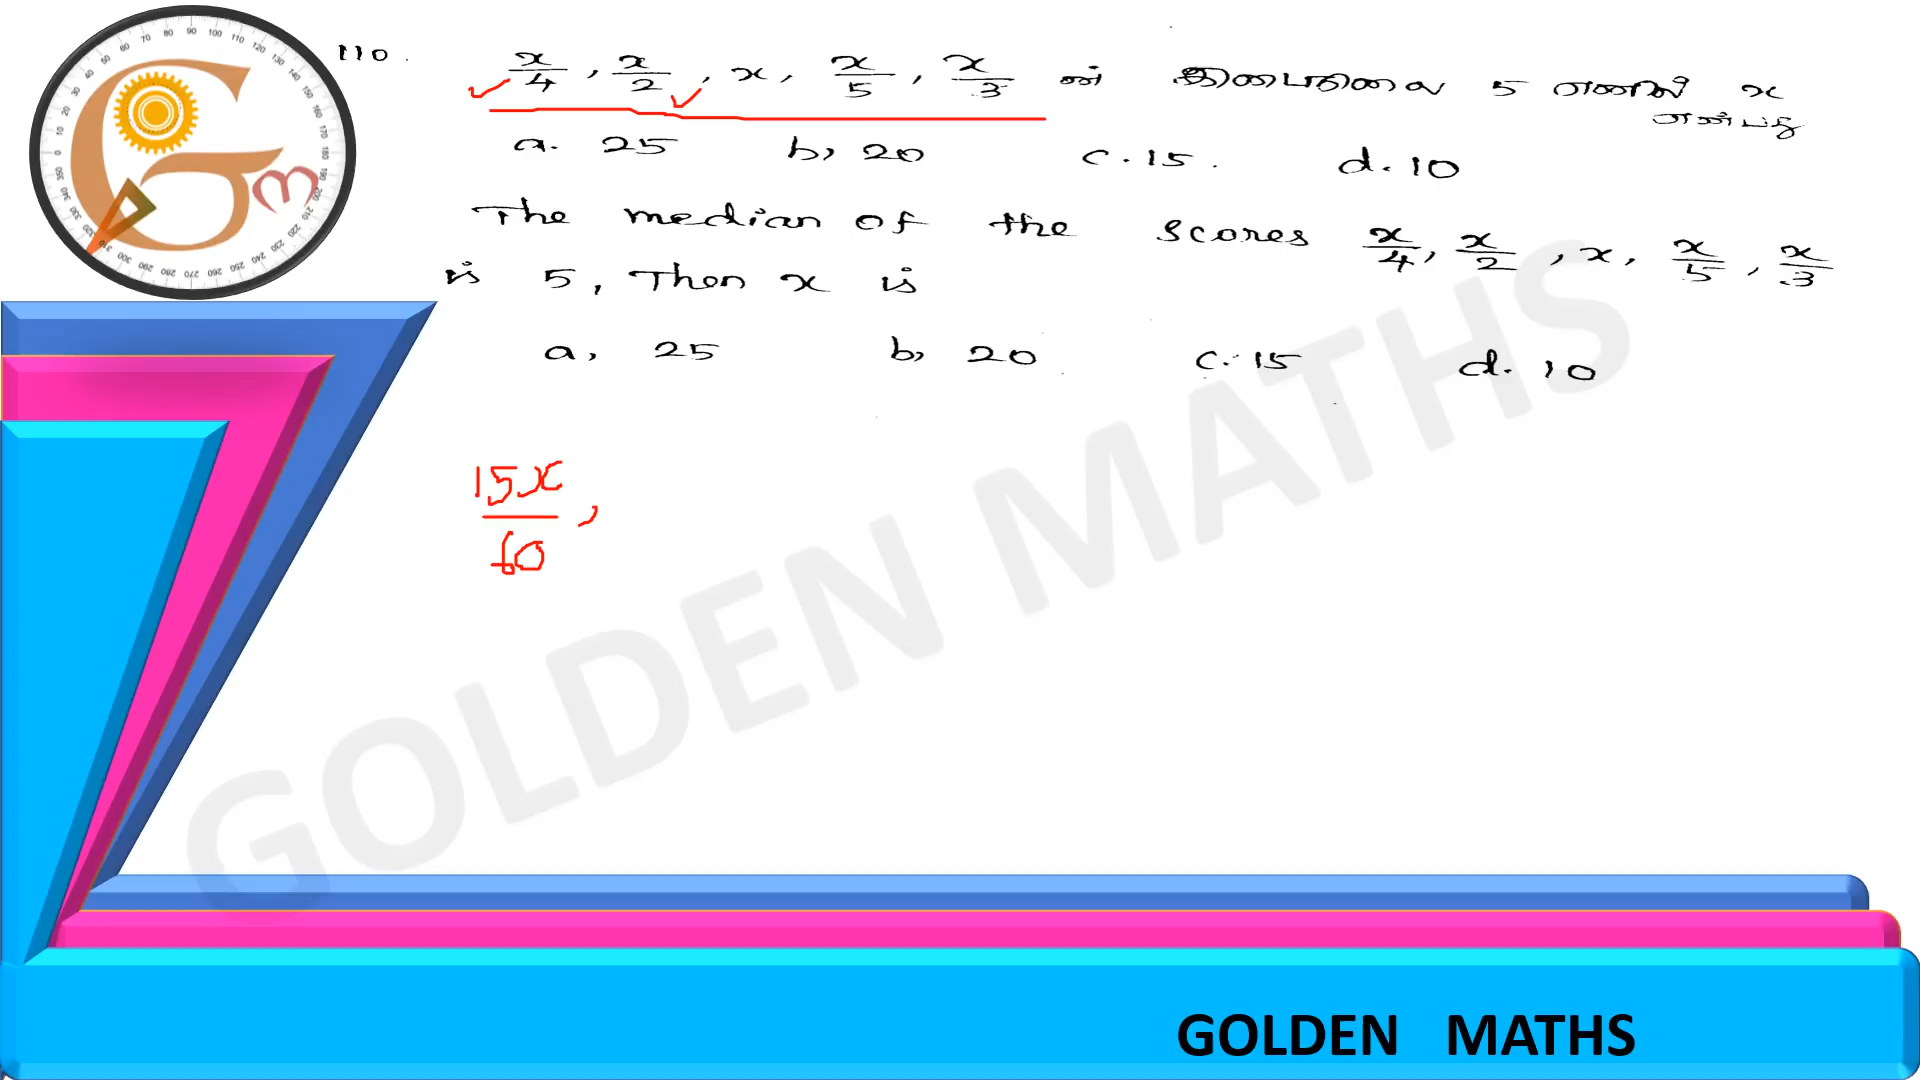 110. x/4, x/2, x, x/5, x/3 ன் இடைநிலை 5 எனில் x
என்பது
a. 25 b, 20 c. 15. d. 10
The median of the scores x/4, x/2, x, x/5, x/3
is 5, Then x is
a, 25 b, 20 c. 15 d. 10
15x/60,
GOLDEN MATHS
GOLDEN MATHS